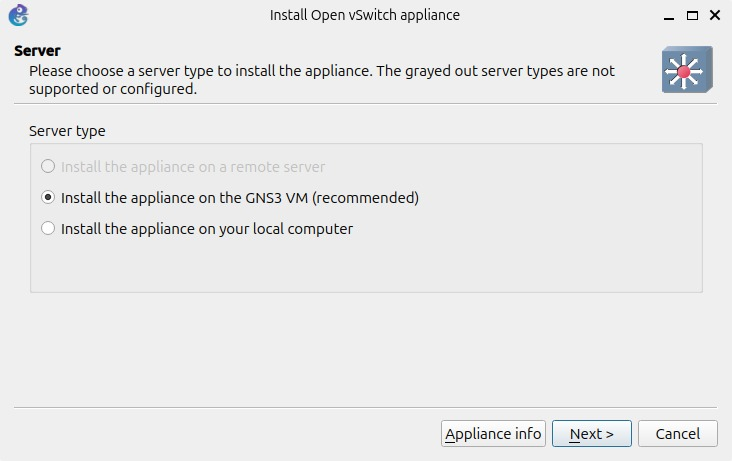 Install Open vSwitch appliance
Server
Please choose a server type to install the appliance. The grayed out server types are not
supported or configured.
Server type
Install the appliance on a remote server
Install the appliance on the GNS3 VM (recommended)
Install the appliance on your local computer
Appliance info
Next >
Cancel